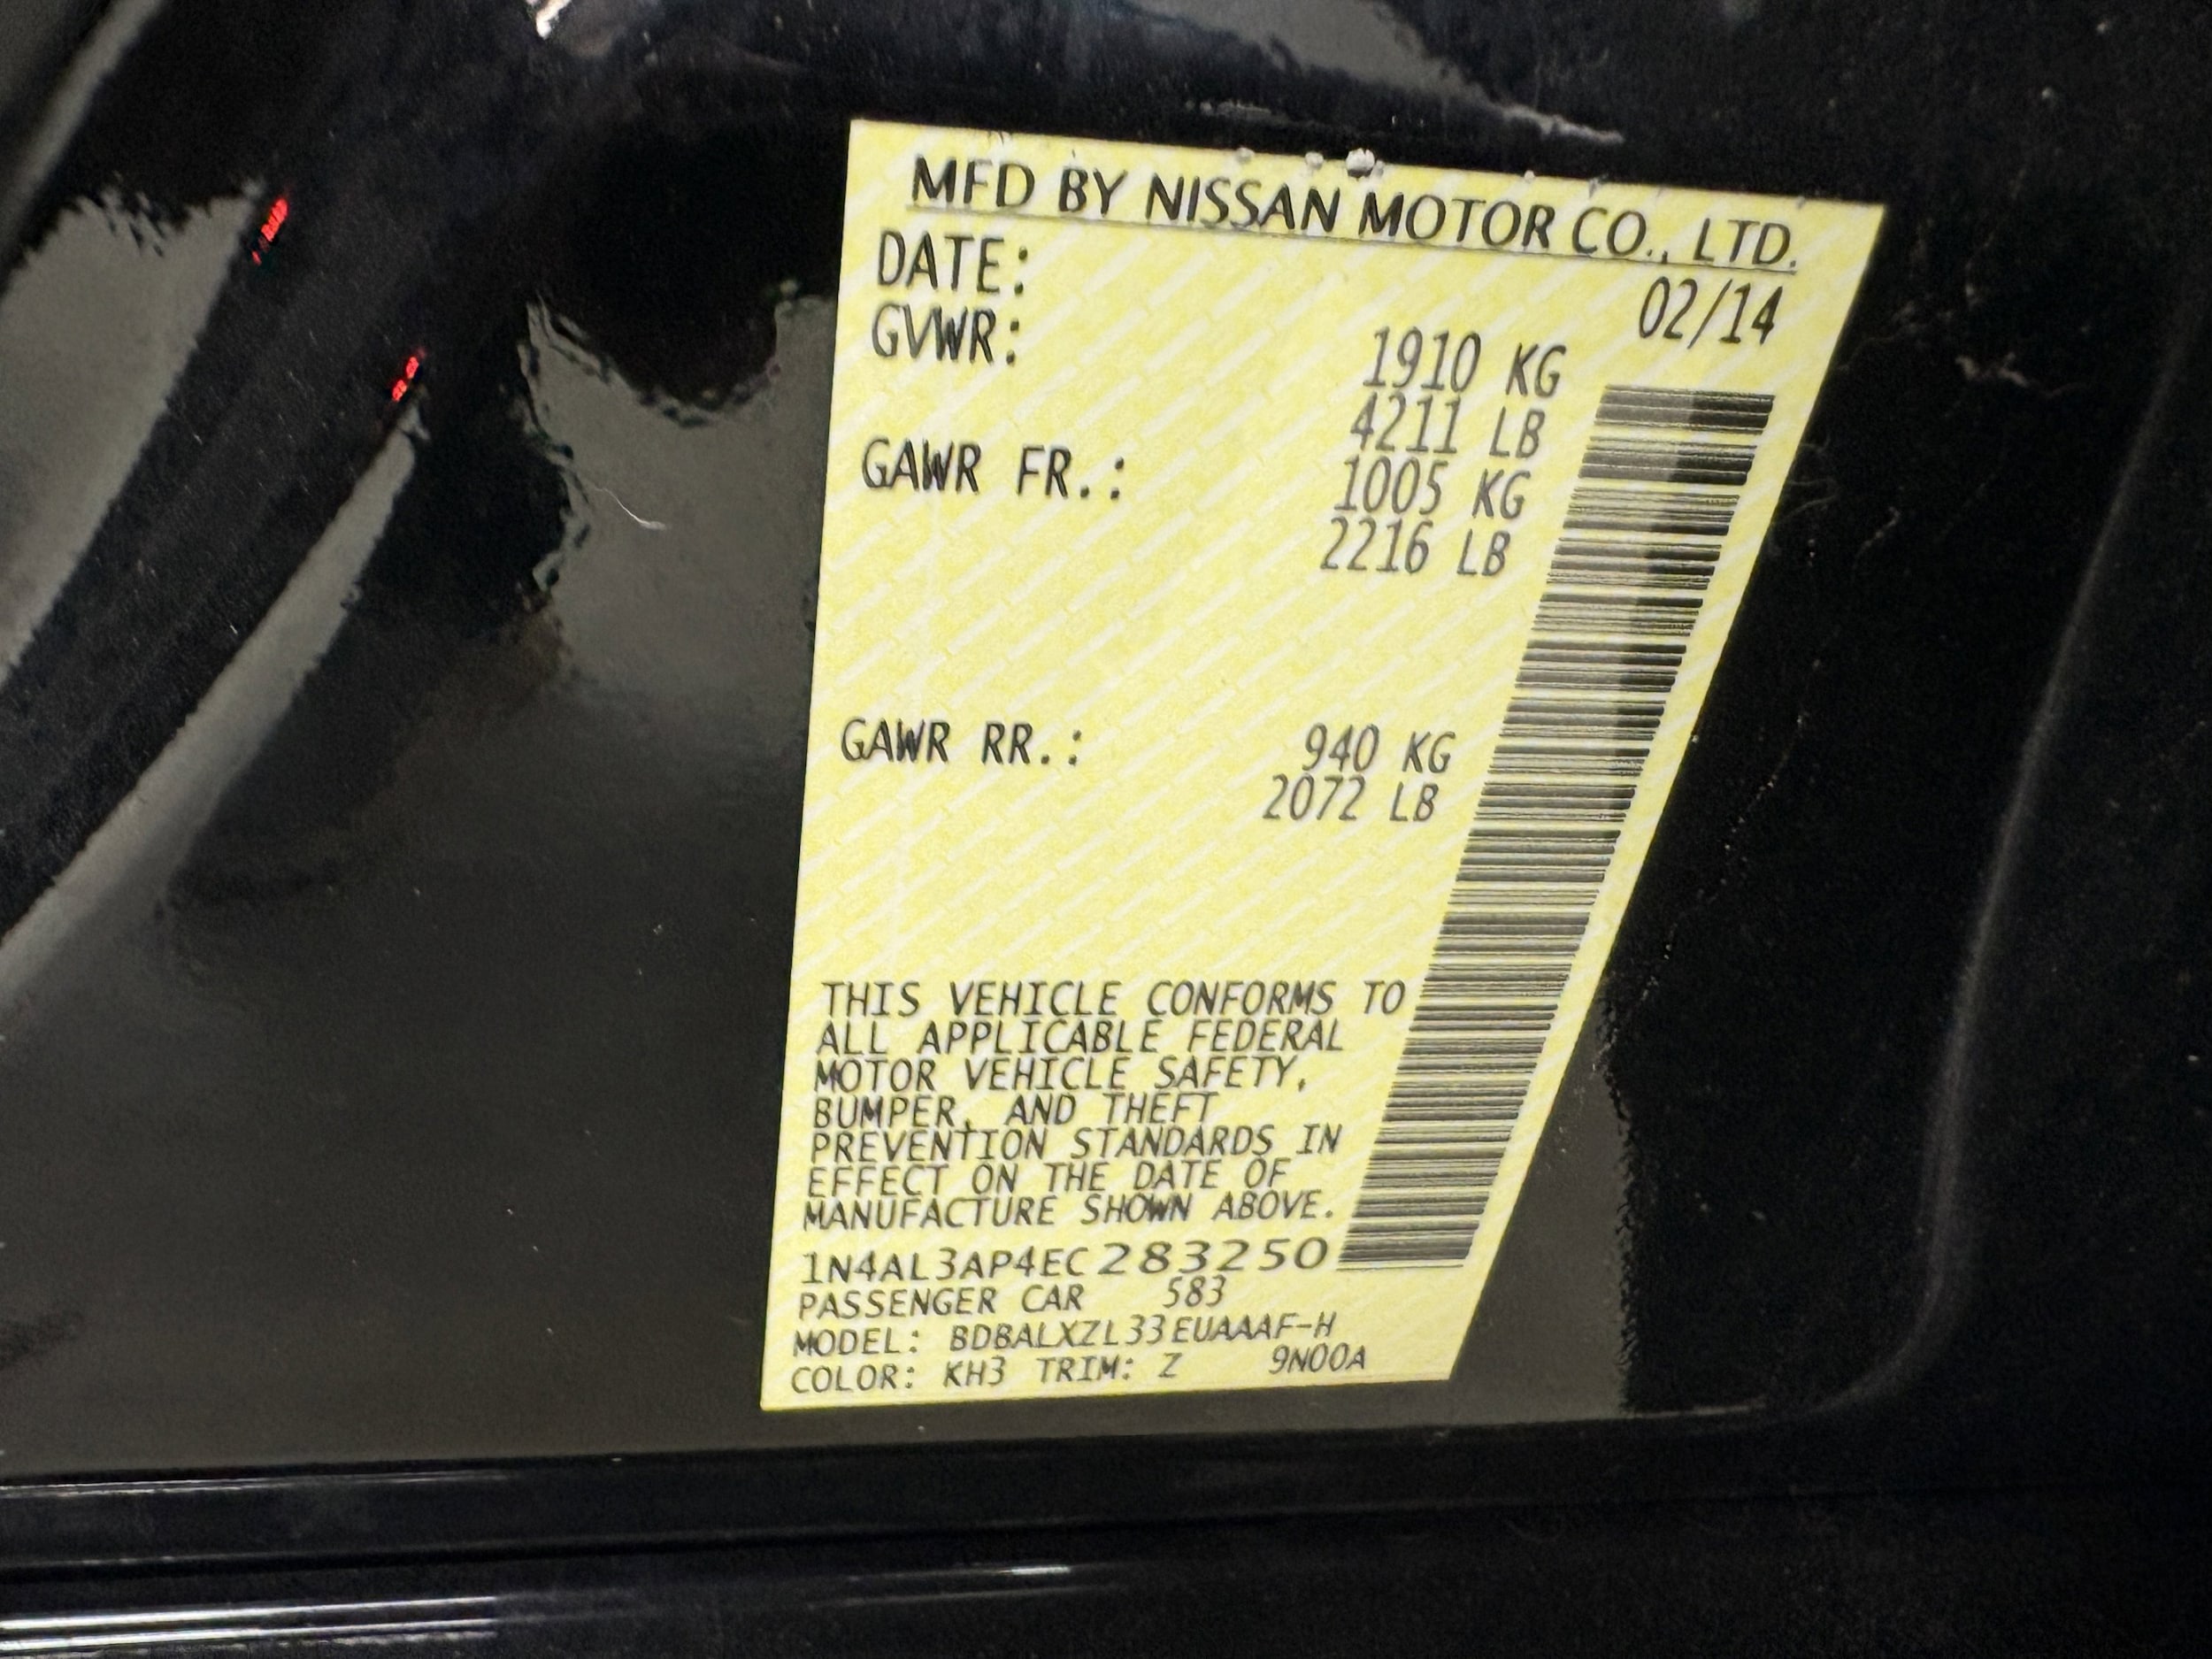 MFD BY NISSAN MOTOR CO., LTD.
DATE: 02/14
GVWR: 1910 KG
4211 LB
GAWR FR.: 1005 KG
2216 LB
GAWR RR.: 940 KG
2072 LB
THIS VEHICLE CONFORMS TO
ALL APPLICABLE FEDERAL
MOTOR VEHICLE SAFETY,
BUMPER, AND THEFT
PREVENTION STANDARDS IN
EFFECT ON THE DATE OF
MANUFACTURE SHOWN ABOVE.
1N4AL3AP4EC283250
PASSENGER CAR 583
MODEL: BDBALXZL33EUAAAF-H
COLOR: KH3 TRIM: Z 9N00A